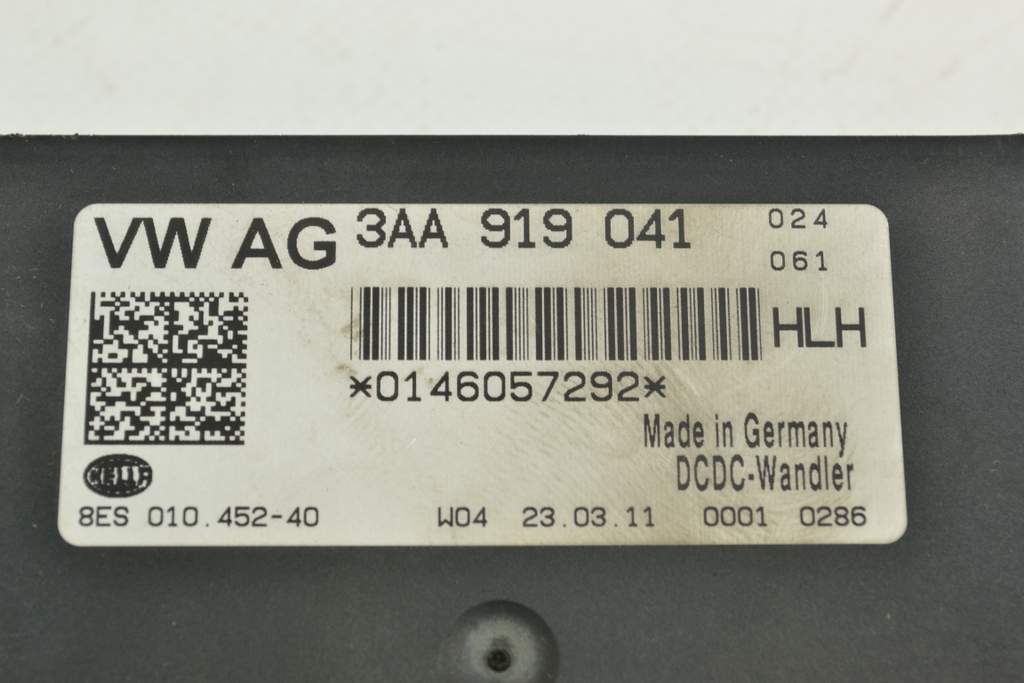 VW AG 3AA 919 041 024
061
HLH
*0146057292*
Made in Germany
DCDC-Wandler
HELLA
8ES 010.452-40 W04 23.03.11 0001 0286